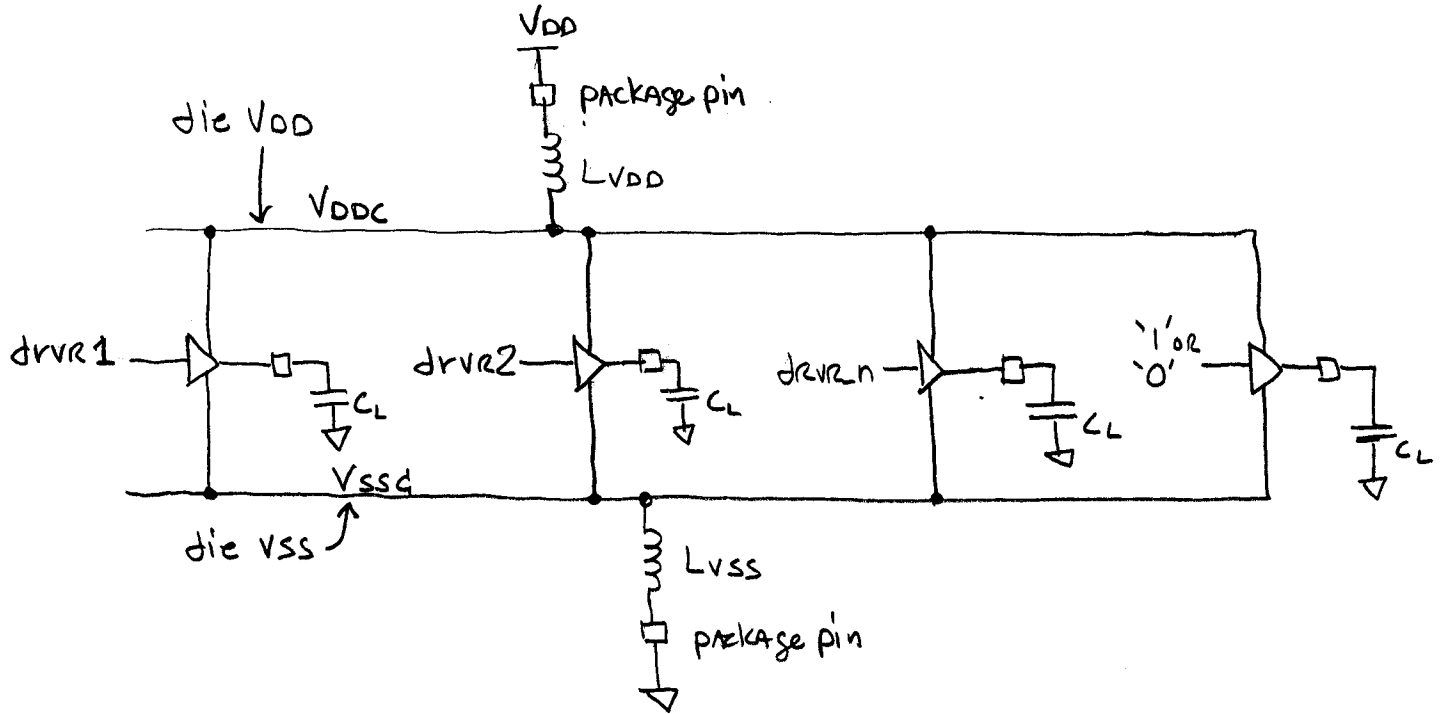 VDD
package pin
die VDD
LVDD
VDDC
drvr1
drvr2
drvr_n
'1' or
'0'
CL
CL
CL
CL
VSSC
die VSS
LVSS
package pin